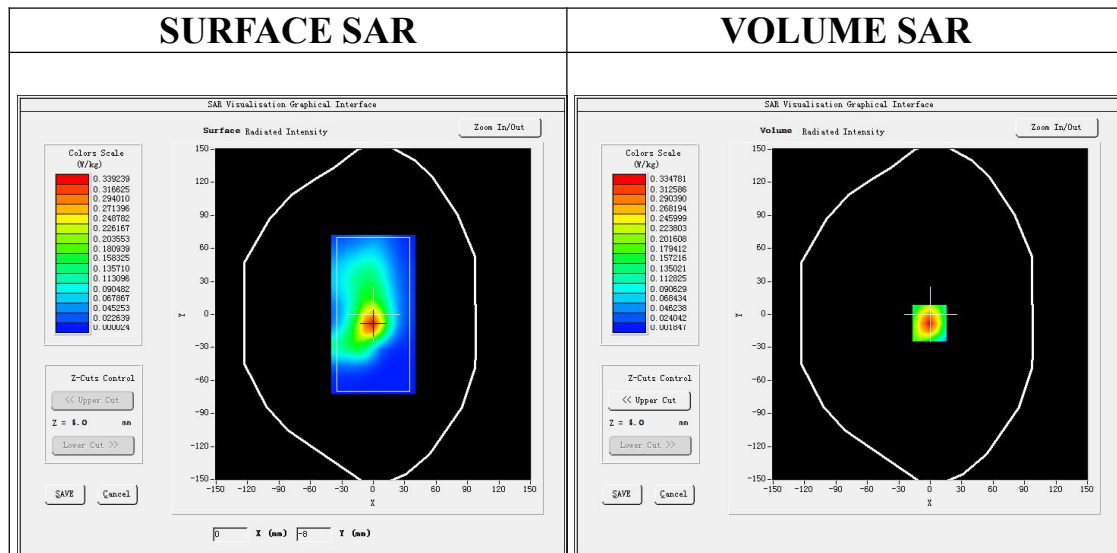 SURFACE SAR
VOLUME SAR
SAR Visualisation Graphical Interface
Surface Radiated Intensity
Zoom In/Out
Colors Scale
(W/kg)
0.339239
0.316625
0.294010
0.271396
0.248782
0.226167
0.203553
0.180939
0.158325
0.135710
0.113096
0.090482
0.067867
0.045253
0.022639
0.000024
Z-Cuts Control
<< Upper Cut
Z = 4.0 mm
Lower Cut >>
SAVE
Cancel
150
120
90
60
30
0
-30
-60
-90
-120
-150
Y
-150 -120 -90 -60 -30 0 30 60 90 120 150
X
0 X (mm) -8 Y (mm)
SAR Visualisation Graphical Interface
Volume Radiated Intensity
Zoom In/Out
Colors Scale
(W/kg)
0.334781
0.312586
0.290390
0.268194
0.245999
0.223803
0.201608
0.179412
0.157216
0.135021
0.112825
0.090629
0.068434
0.046238
0.024042
0.001847
Z-Cuts Control
<< Upper Cut
Z = 4.0 mm
Lower Cut >>
SAVE
Cancel
150
120
90
60
30
0
-30
-60
-90
-120
-150
Y
-150 -120 -90 -60 -30 0 30 60 90 120 150
X